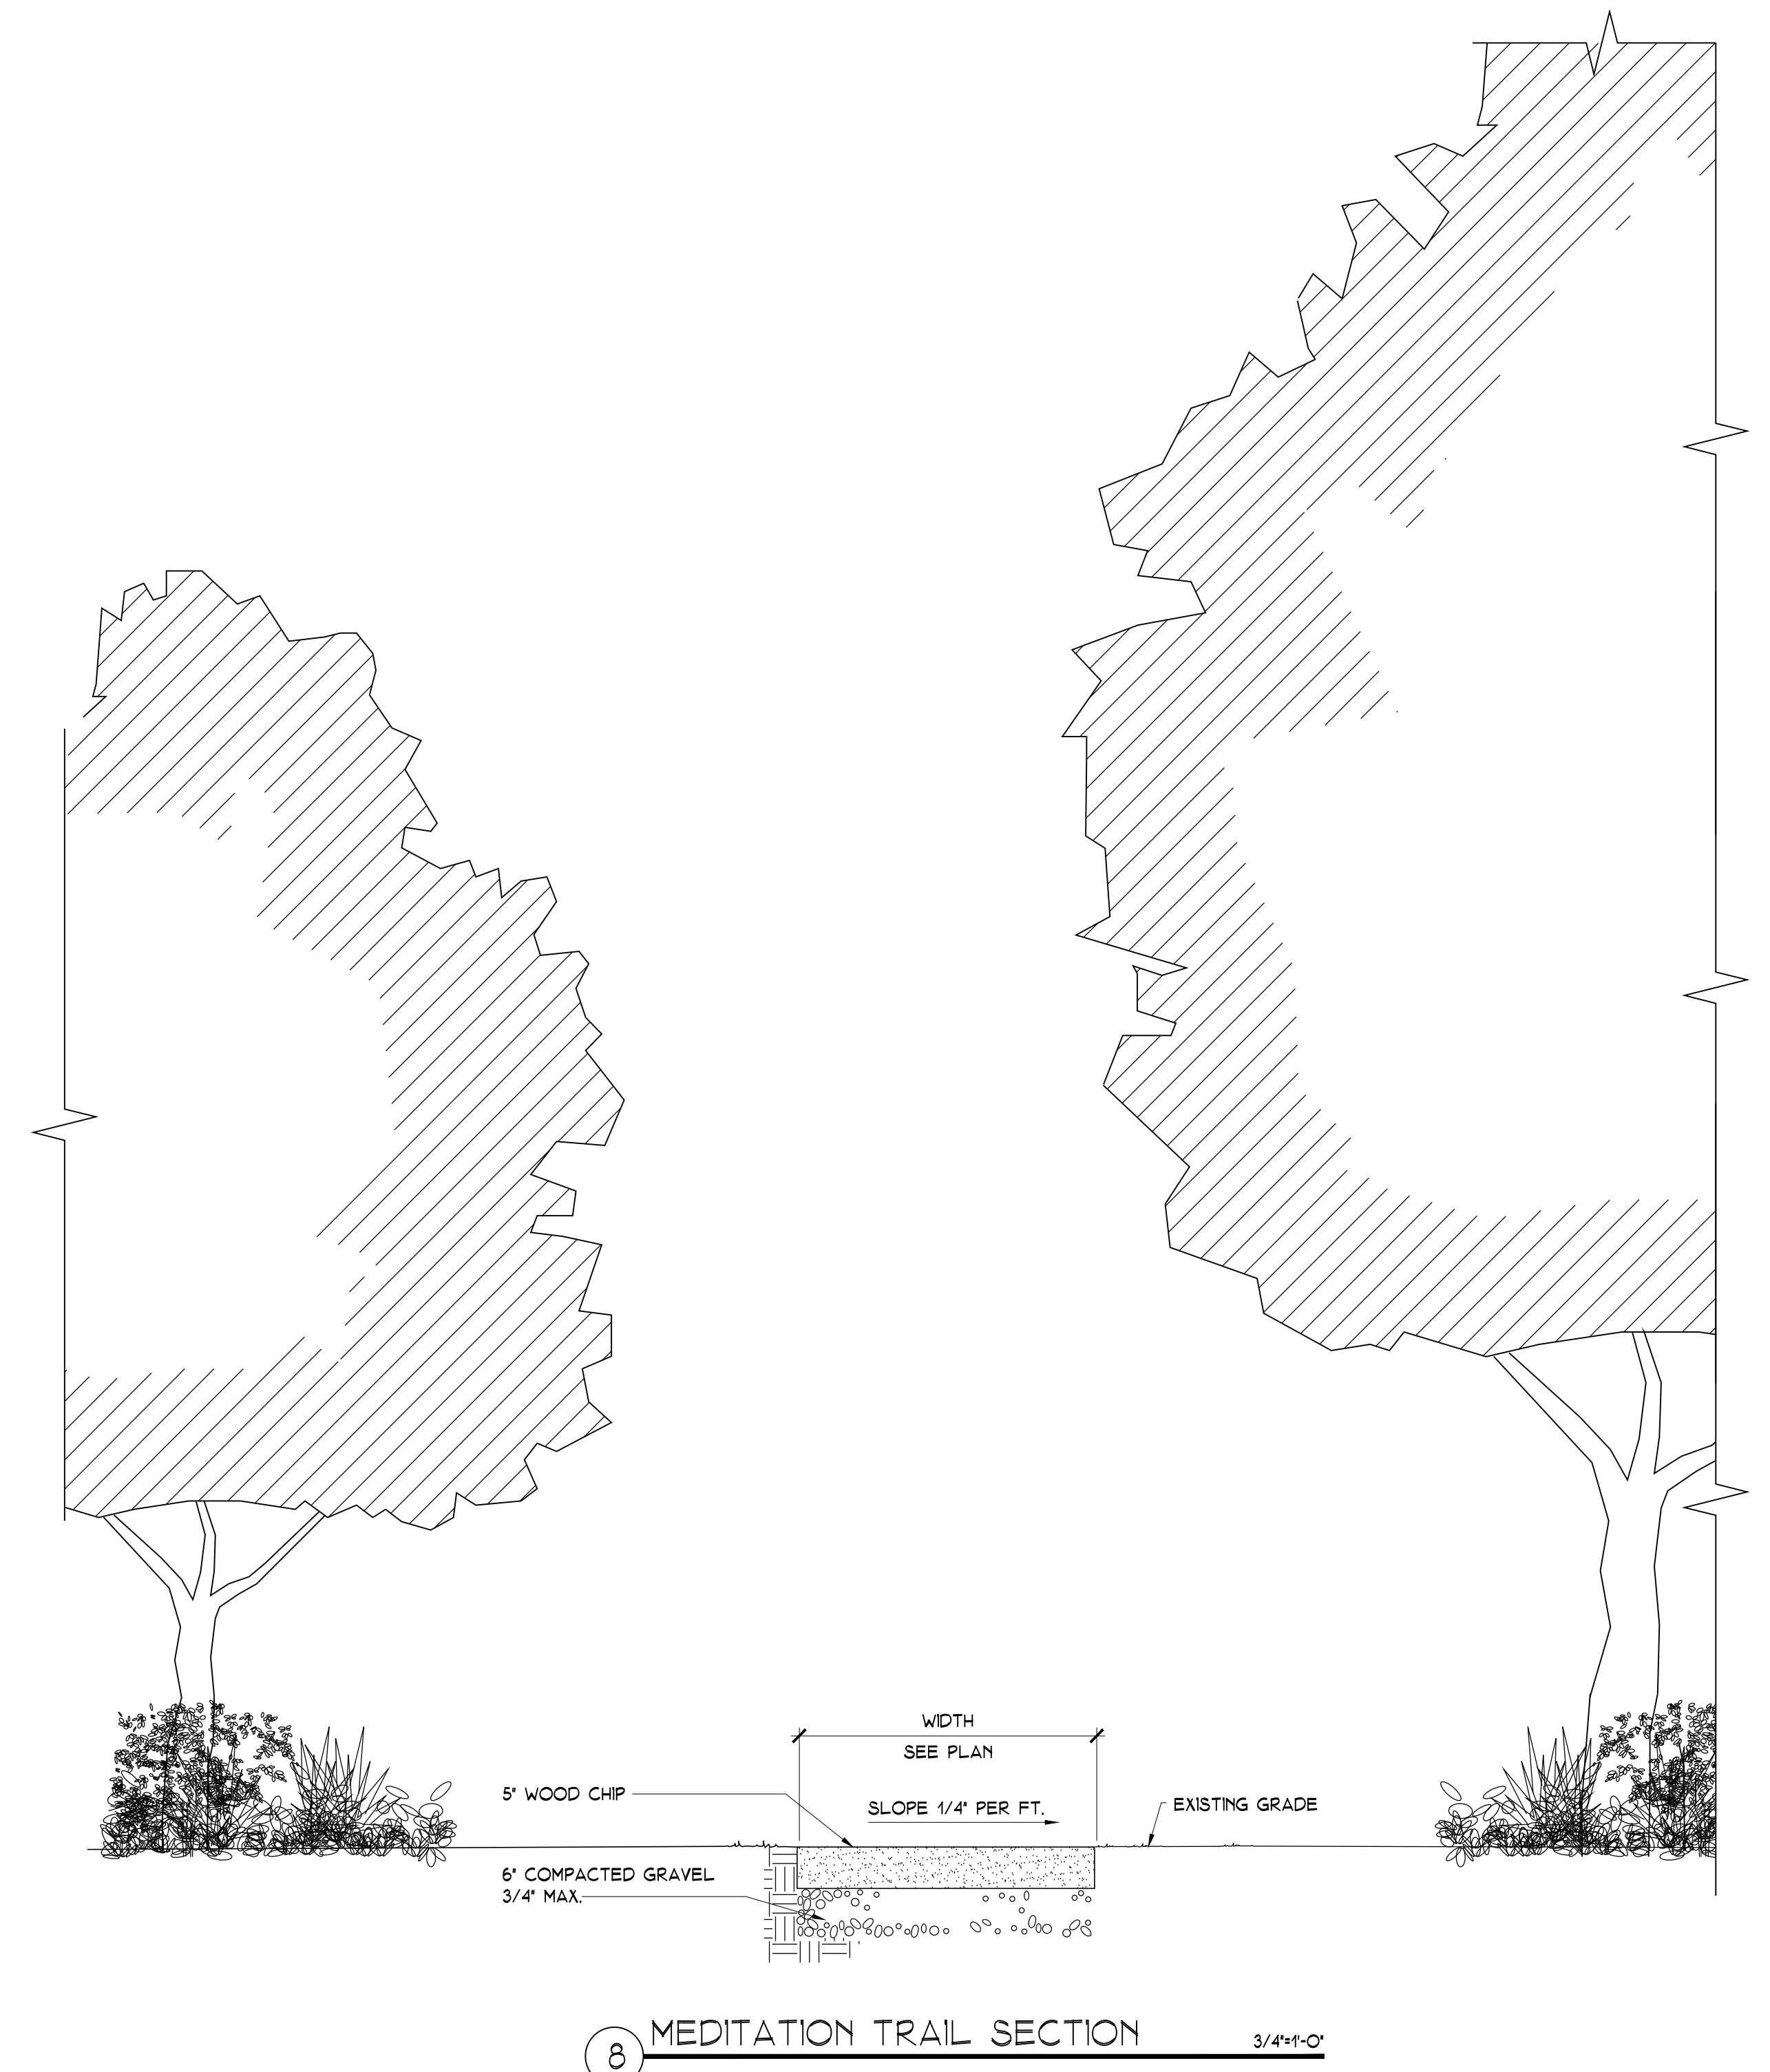 WIDTH
SEE PLAN
5" WOOD CHIP
SLOPE 1/4" PER FT.
EXISTING GRADE
6" COMPACTED GRAVEL
3/4" MAX.
8
MEDITATION TRAIL SECTION
3/4"=1'-0"